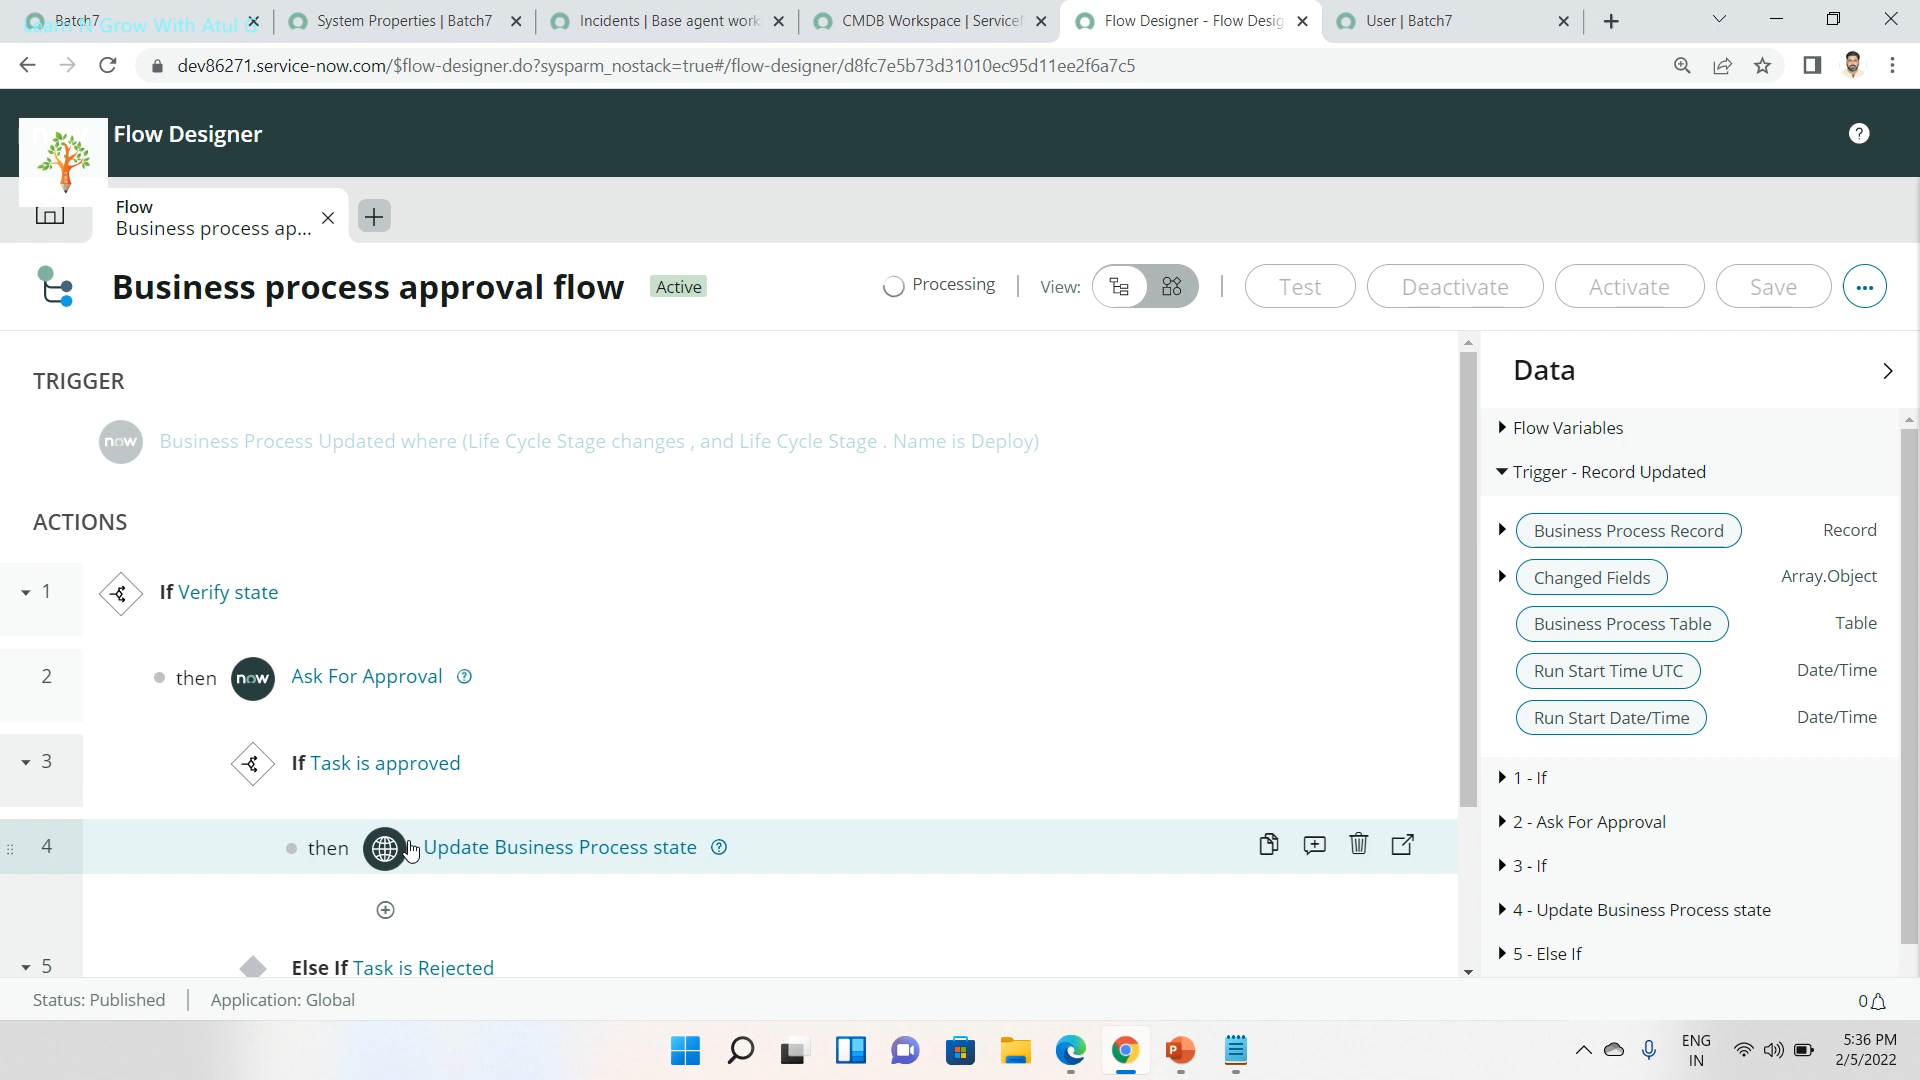 Batch7
Learn N Grow With Atul G
System Properties | Batch7
Incidents | Base agent work
CMDB Workspace | Servicel
Flow Designer - Flow Desig
User | Batch7
dev86271.service-now.com/$flow-designer.do?sysparm_nostack=true#/flow-designer/d8fc7e5b73d31010ec95d11ee2f6a7c5
Flow Designer
?
Flow
Business process ap...
Business process approval flow
Active
Processing
View:
Test
Deactivate
Activate
Save
...
TRIGGER
now
Business Process Updated where (Life Cycle Stage changes , and Life Cycle Stage . Name is Deploy)
ACTIONS
1
If Verify state
2
then
now
Ask For Approval
?
3
If Task is approved
4
then
Update Business Process state
?
5
Else If Task is Rejected
Data
Flow Variables
Trigger - Record Updated
Business Process Record
Record
Changed Fields
Array.Object
Business Process Table
Table
Run Start Time UTC
Date/Time
Run Start Date/Time
Date/Time
1 - If
2 - Ask For Approval
3 - If
4 - Update Business Process state
5 - Else If
Status: Published
Application: Global
0
ENG
IN
5:36 PM
2/5/2022